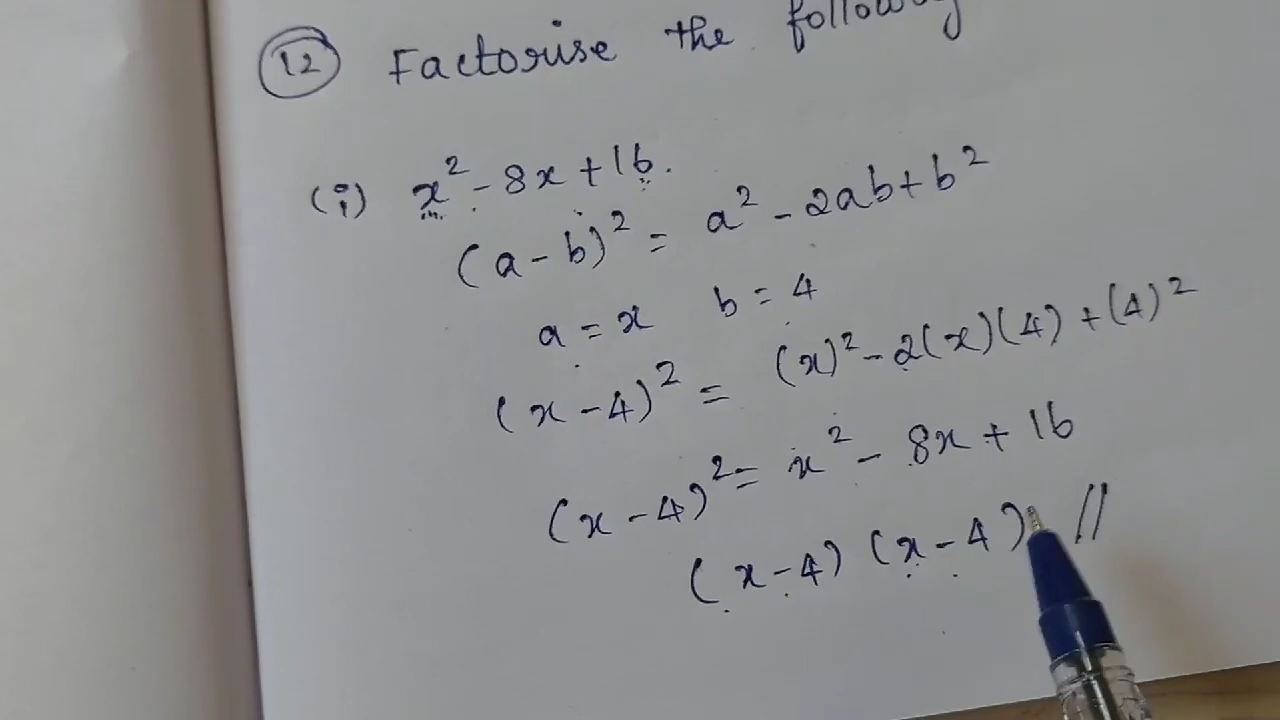 12 Factorise the following
(i) x² - 8x + 16.
(a - b)² = a² - 2ab + b²
a = x b = 4
(x - 4)² = (x)² - 2(x)(4) + (4)²
(x - 4)² = x² - 8x + 16
(x - 4) (x - 4) //